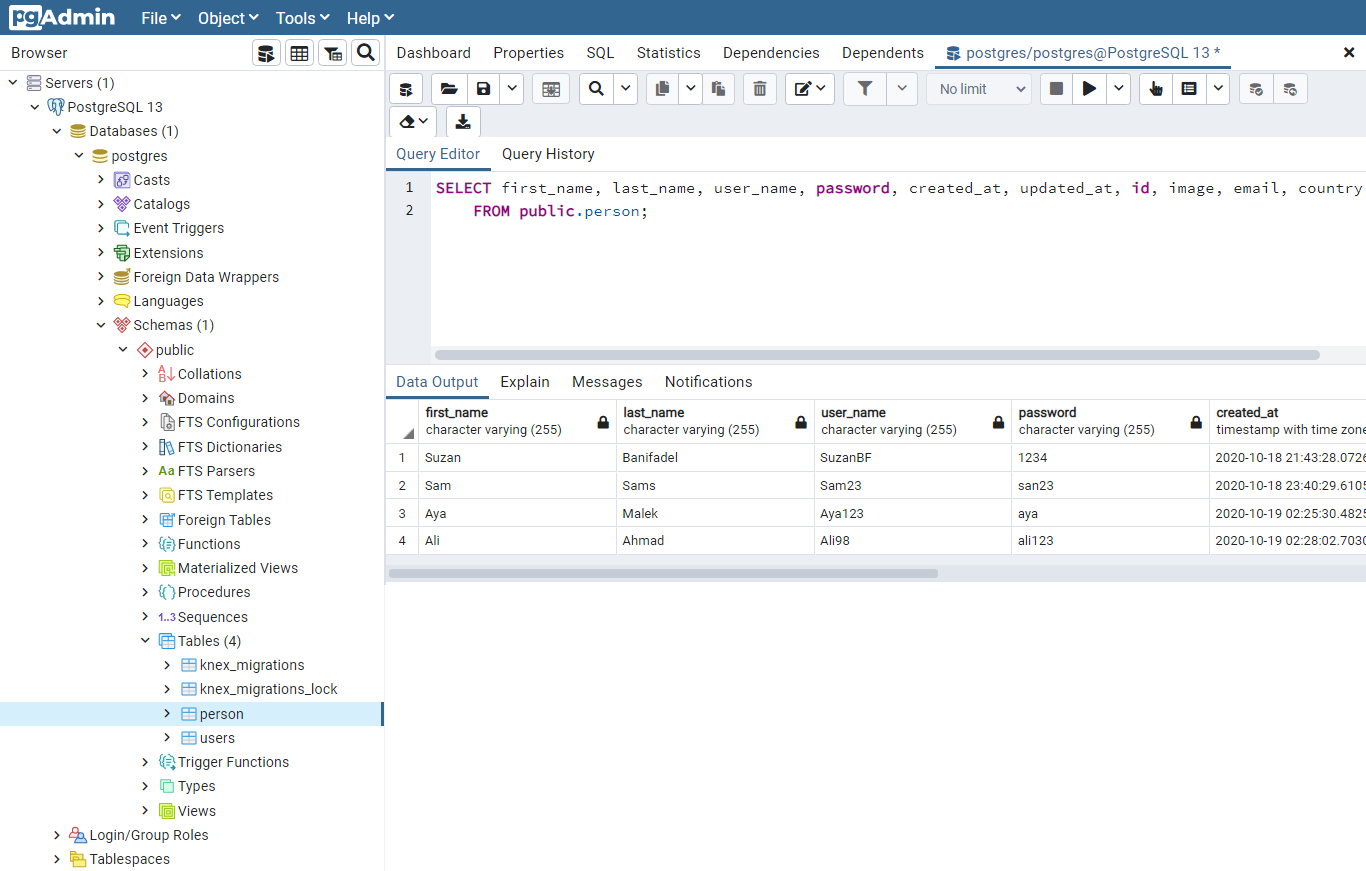 pgAdmin File Object Tools Help
Browser
Dashboard Properties SQL Statistics Dependencies Dependents postgres/postgres@PostgreSQL 13 *
Servers (1)
PostgreSQL 13
Databases (1)
postgres
Casts
Catalogs
Event Triggers
Extensions
Foreign Data Wrappers
Languages
Schemas (1)
public
Collations
Domains
FTS Configurations
FTS Dictionaries
Aa FTS Parsers
FTS Templates
Foreign Tables
Functions
Materialized Views
Procedures
1..3 Sequences
Tables (4)
knex_migrations
knex_migrations_lock
person
users
Trigger Functions
Types
Views
Login/Group Roles
Tablespaces
No limit
Query Editor Query History
1 SELECT first_name, last_name, user_name, password, created_at, updated_at, id, image, email, country
2 FROM public.person;
Data Output Explain Messages Notifications
first_name last_name user_name password created_at
character varying (255) character varying (255) character varying (255) character varying (255) timestamp with time zone
1 Suzan Banifadel SuzanBF 1234 2020-10-18 21:43:28.0726
2 Sam Sams Sam23 san23 2020-10-18 23:40:29.6105
3 Aya Malek Aya123 aya 2020-10-19 02:25:30.4825
4 Ali Ahmad Ali98 ali123 2020-10-19 02:28:02.7030